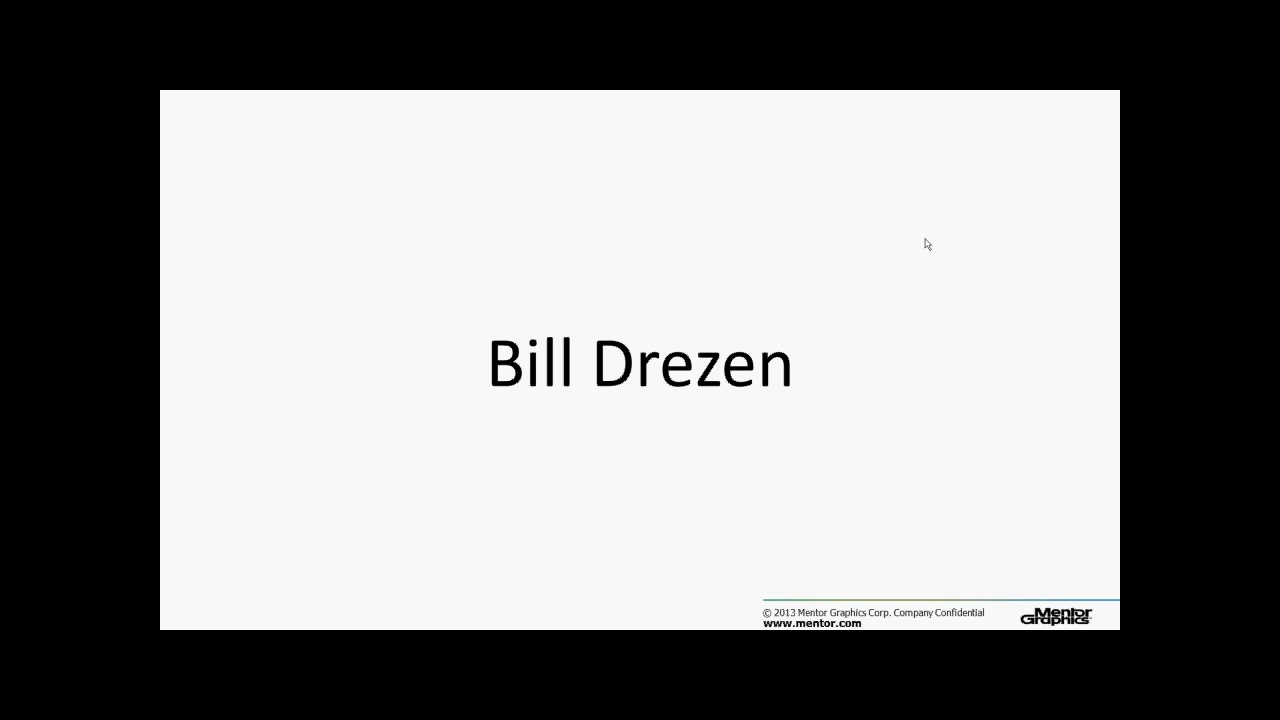 Bill Drezen
© 2013 Mentor Graphics Corp. Company Confidential
www.mentor.com
Mentor
Graphics